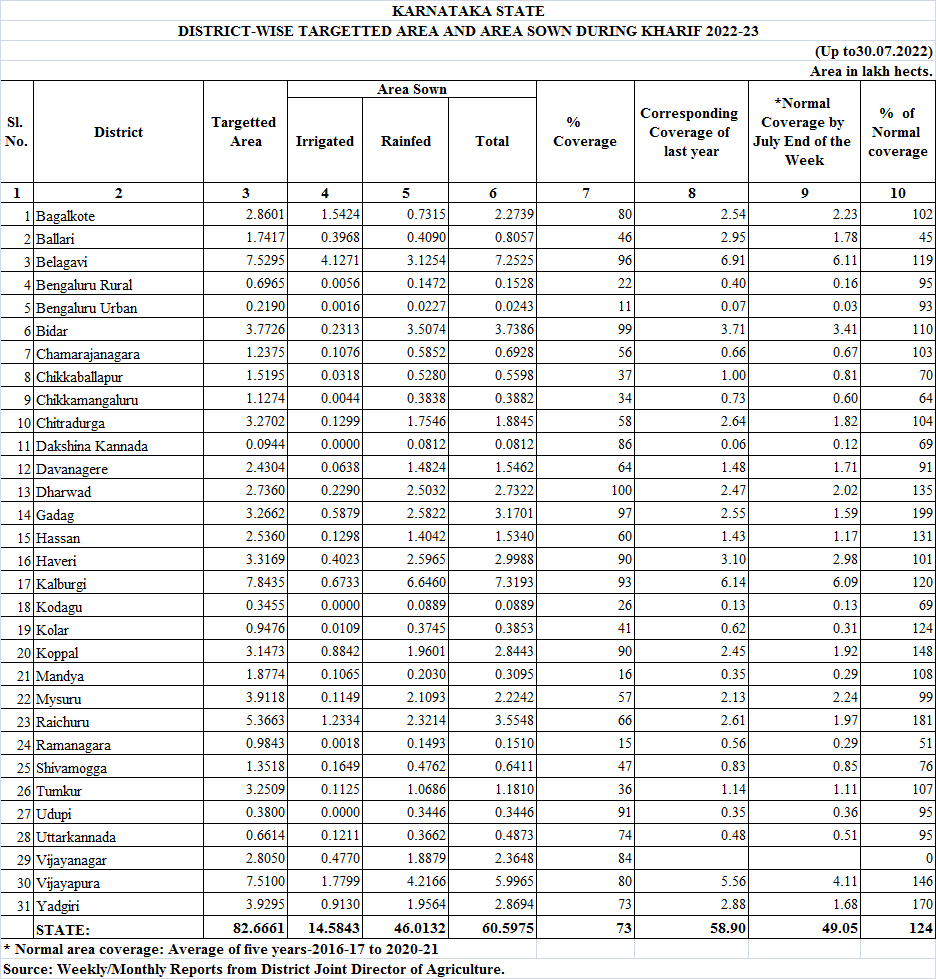 KARNATAKA STATE
DISTRICT-WISE TARGETTED AREA AND AREA SOWN DURING KHARIF 2022-23
(Up to30.07.2022)
Area in lakh hects.
Sl. No. District Targetted Area Area Sown Irrigated Rainfed Total % Coverage Corresponding Coverage of last year *Normal Coverage by July End of the Week % of Normal coverage
1 2 3 4 5 6 7 8 9 10
1 Bagalkote 2.8601 1.5424 0.7315 2.2739 80 2.54 2.23 102
2 Ballari 1.7417 0.3968 0.4090 0.8057 46 2.95 1.78 45
3 Belagavi 7.5295 4.1271 3.1254 7.2525 96 6.91 6.11 119
4 Bengaluru Rural 0.6965 0.0056 0.1472 0.1528 22 0.40 0.16 95
5 Bengaluru Urban 0.2190 0.0016 0.0227 0.0243 11 0.07 0.03 93
6 Bidar 3.7726 0.2313 3.5074 3.7386 99 3.71 3.41 110
7 Chamarajanagara 1.2375 0.1076 0.5852 0.6928 56 0.66 0.67 103
8 Chikkaballapur 1.5195 0.0318 0.5280 0.5598 37 1.00 0.81 70
9 Chikkamangaluru 1.1274 0.0044 0.3838 0.3882 34 0.73 0.60 64
10 Chitradurga 3.2702 0.1299 1.7546 1.8845 58 2.64 1.82 104
11 Dakshina Kannada 0.0944 0.0000 0.0812 0.0812 86 0.06 0.12 69
12 Davanagere 2.4304 0.0638 1.4824 1.5462 64 1.48 1.71 91
13 Dharwad 2.7360 0.2290 2.5032 2.7322 100 2.47 2.02 135
14 Gadag 3.2662 0.5879 2.5822 3.1701 97 2.55 1.59 199
15 Hassan 2.5360 0.1298 1.4042 1.5340 60 1.43 1.17 131
16 Haveri 3.3169 0.4023 2.5965 2.9988 90 3.10 2.98 101
17 Kalburgi 7.8435 0.6733 6.6460 7.3193 93 6.14 6.09 120
18 Kodagu 0.3455 0.0000 0.0889 0.0889 26 0.13 0.13 69
19 Kolar 0.9476 0.0109 0.3745 0.3853 41 0.62 0.31 124
20 Koppal 3.1473 0.8842 1.9601 2.8443 90 2.45 1.92 148
21 Mandya 1.8774 0.1065 0.2030 0.3095 16 0.35 0.29 108
22 Mysuru 3.9118 0.1149 2.1093 2.2242 57 2.13 2.24 99
23 Raichuru 5.3663 1.2334 2.3214 3.5548 66 2.61 1.97 181
24 Ramanagara 0.9843 0.0018 0.1493 0.1510 15 0.56 0.29 51
25 Shivamogga 1.3518 0.1649 0.4762 0.6411 47 0.83 0.85 76
26 Tumkur 3.2509 0.1125 1.0686 1.1810 36 1.14 1.11 107
27 Udupi 0.3800 0.0000 0.3446 0.3446 91 0.35 0.36 95
28 Uttarkannada 0.6614 0.1211 0.3662 0.4873 74 0.48 0.51 95
29 Vijayanagar 2.8050 0.4770 1.8879 2.3648 84 0
30 Vijayapura 7.5100 1.7799 4.2166 5.9965 80 5.56 4.11 146
31 Yadgiri 3.9295 0.9130 1.9564 2.8694 73 2.88 1.68 170
STATE: 82.6661 14.5843 46.0132 60.5975 73 58.90 49.05 124
* Normal area coverage: Average of five years-2016-17 to 2020-21
Source: Weekly/Monthly Reports from District Joint Director of Agriculture.